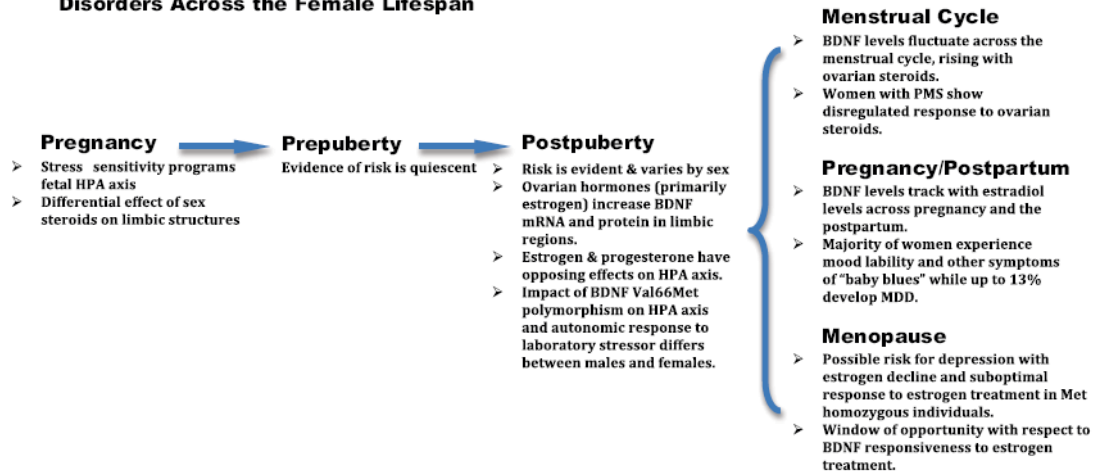 Disorders Across the Female Lifespan
Pregnancy
➢ Stress sensitivity programs
fetal HPA axis
➢ Differential effect of sex
steroids on limbic structures
Prepuberty
Evidence of risk is quiescent
Postpuberty
➢ Risk is evident & varies by sex
➢ Ovarian hormones (primarily
estrogen) increase BDNF
mRNA and protein in limbic
regions.
➢ Estrogen & progesterone have
opposing effects on HPA axis.
➢ Impact of BDNF Val66Met
polymorphism on HPA axis
and autonomic response to
laboratory stressor differs
between males and females.
Menstrual Cycle
➢ BDNF levels fluctuate across the
menstrual cycle, rising with
ovarian steroids.
➢ Women with PMS show
disregulated response to ovarian
steroids.
Pregnancy/Postpartum
➢ BDNF levels track with estradiol
levels across pregnancy and the
postpartum.
➢ Majority of women experience
mood lability and other symptoms
of “baby blues” while up to 13%
develop MDD.
Menopause
➢ Possible risk for depression with
estrogen decline and suboptimal
response to estrogen treatment in Met
homozygous individuals.
➢ Window of opportunity with respect to
BDNF responsiveness to estrogen
treatment.